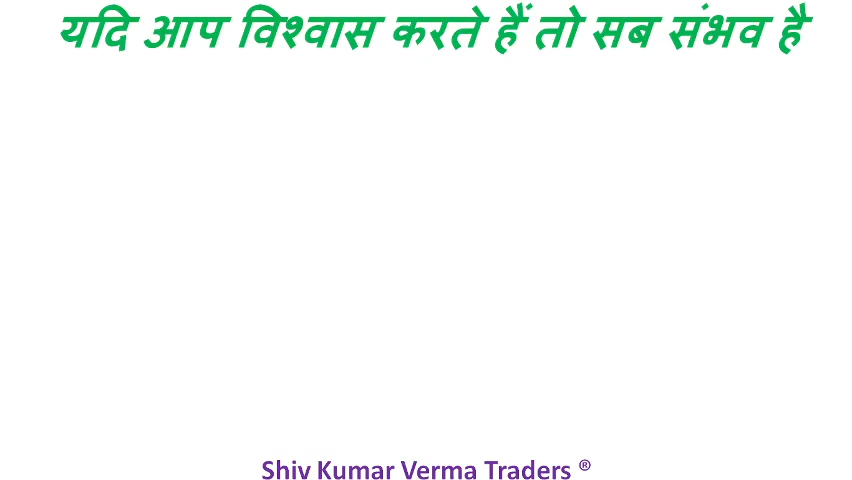 यदि आप विश्वास करते हैं तो सब संभव है
Shiv Kumar Verma Traders ®